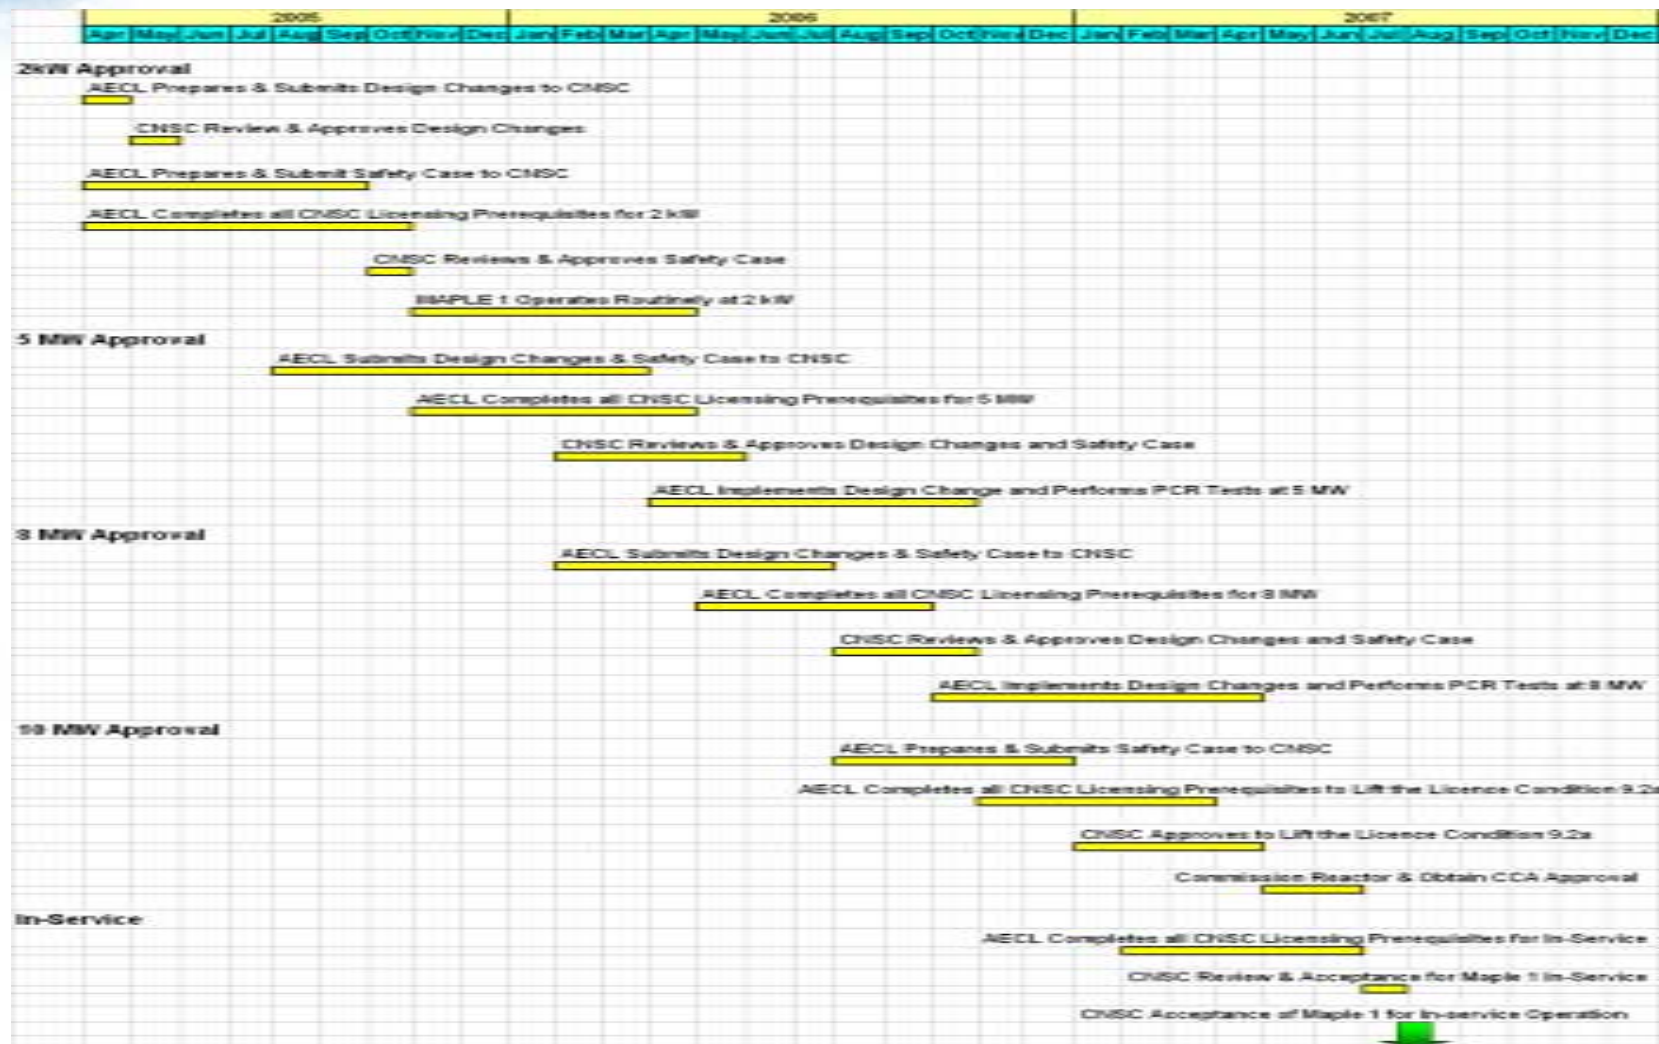 2005 2006 2007
Apr May Jun Jul Aug Sep Oct Nov Dec Jan Feb Mar Apr May Jun Jul Aug Sep Oct Nov Dec Jan Feb Mar Apr May Jun Jul Aug Sep Oct Nov Dec
2kW Approval
AECL Prepares & Submits Design Changes to CNSC
CNSC Review & Approves Design Changes
AECL Prepares & Submit Safety Case to CNSC
AECL Completes all CNSC Licensing Prerequisites for 2 kW
CNSC Reviews & Approves Safety Case
MAPLE 1 Operates Routinely at 2 kW
5 MW Approval
AECL Submits Design Changes & Safety Case to CNSC
AECL Completes all CNSC Licensing Prerequisites for 5 MW
CNSC Reviews & Approves Design Changes and Safety Case
AECL Implements Design Change and Performs PCR Tests at 5 MW
8 MW Approval
AECL Submits Design Changes & Safety Case to CNSC
AECL Completes all CNSC Licensing Prerequisites for 8 MW
CNSC Reviews & Approves Design Changes and Safety Case
AECL Implements Design Changes and Performs PCR Tests at 8 MW
10 MW Approval
AECL Prepares & Submits Safety Case to CNSC
AECL Completes all CNSC Licensing Prerequisites to Lift the Licence Condition 9.2a
CNSC Approves to Lift the Licence Condition 9.2a
Commission Reactor & Obtain CCA Approval
In-Service
AECL Completes all CNSC Licensing Prerequisites for In-Service
CNSC Review & Acceptance for Maple 1 In-Service
CNSC Acceptance of Maple 1 for In-service Operation